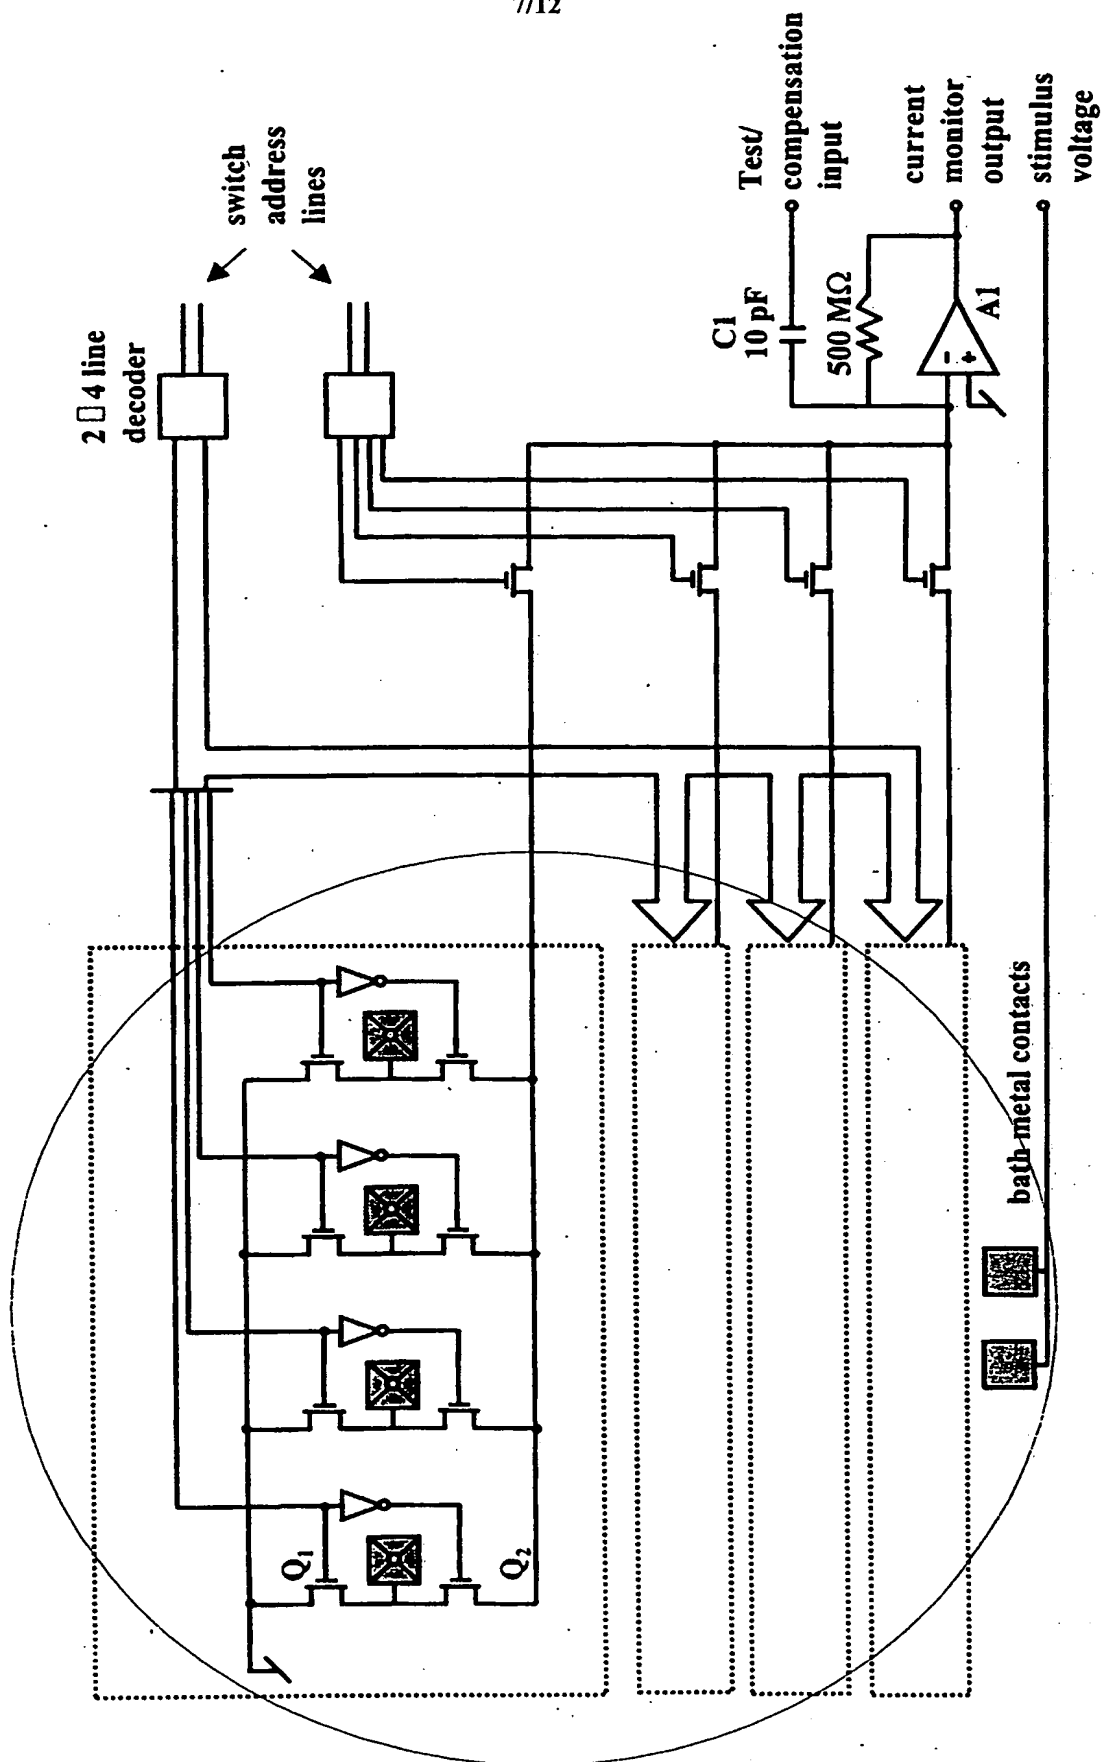 7/12
switch
address
lines
2 □ 4 line
decoder
Test/
compensation
input
C1
10 pF
500 MΩ
current
monitor
output
stimulus
voltage
−
+
A1
bath metal contacts
Q1
Q2